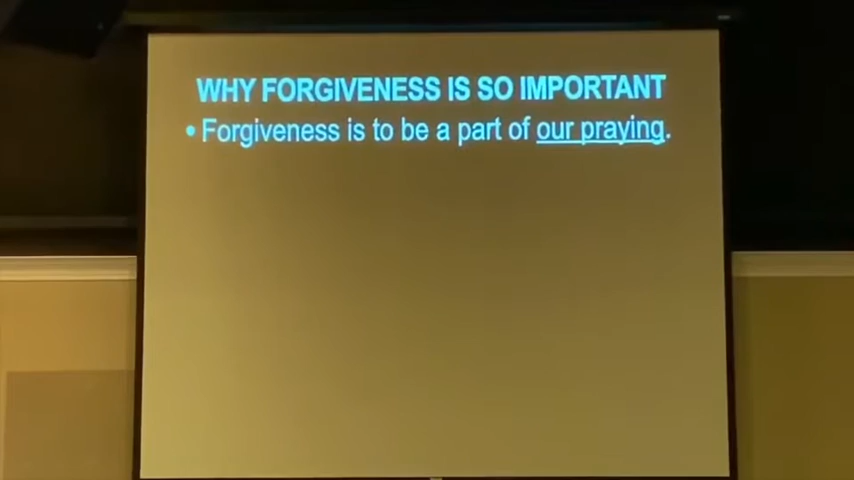 WHY FORGIVENESS IS SO IMPORTANT
• Forgiveness is to be a part of our praying.